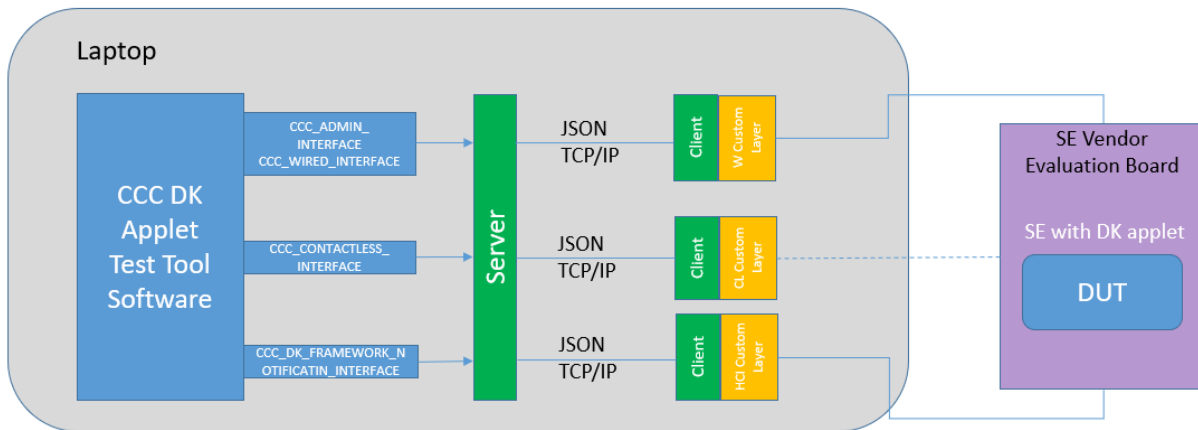 Laptop
CCC DK
Applet
Test Tool
Software
CCC_ADMIN_
INTERFACE
CCC_WIRED_INTERFACE
CCC_CONTACTLESS_
INTERFACE
CCC_DK_FRAMEWORK_N
OTIFICATIN_INTERFACE
Server
JSON
TCP/IP
Client
W Custom
Layer
JSON
TCP/IP
Client
CL Custom
Layer
JSON
TCP/IP
Client
HCI Custom
Layer
SE Vendor
Evaluation Board
SE with DK applet
DUT